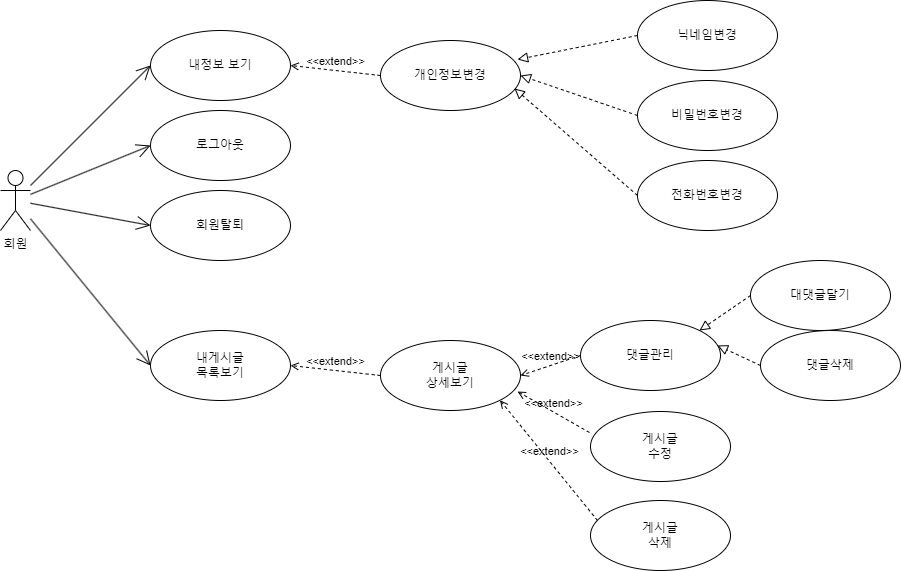 닉네임변경
내정보 보기
<<extend>>
개인정보변경
비밀번호변경
로그아웃
전화번호변경
회원탈퇴
회원
대댓글달기
내게시글
목록보기
<<extend>>
게시글
상세보기
<<extend>>
댓글관리
댓글삭제
<<extend>>
게시글
수정
<<extend>>
게시글
삭제